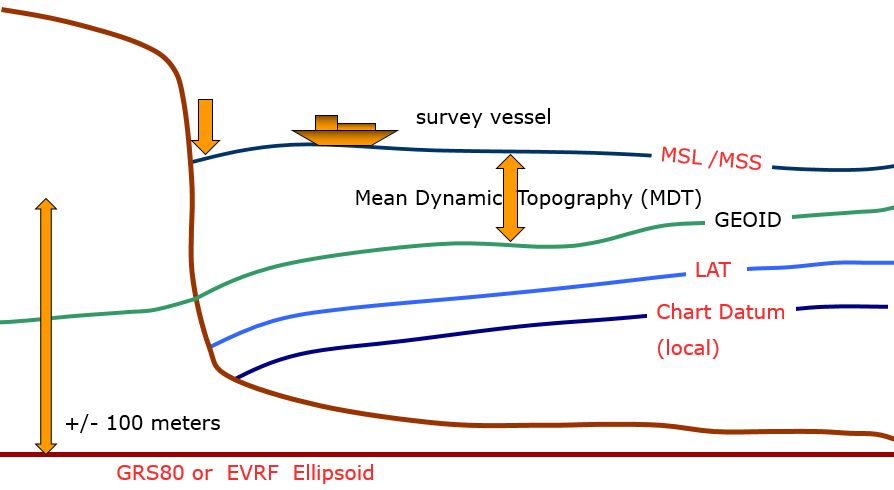 survey vessel
MSL /MSS
Mean Dynamic Topography (MDT)
GEOID
LAT
Chart Datum
(local)
+/- 100 meters
GRS80 or EVRF Ellipsoid